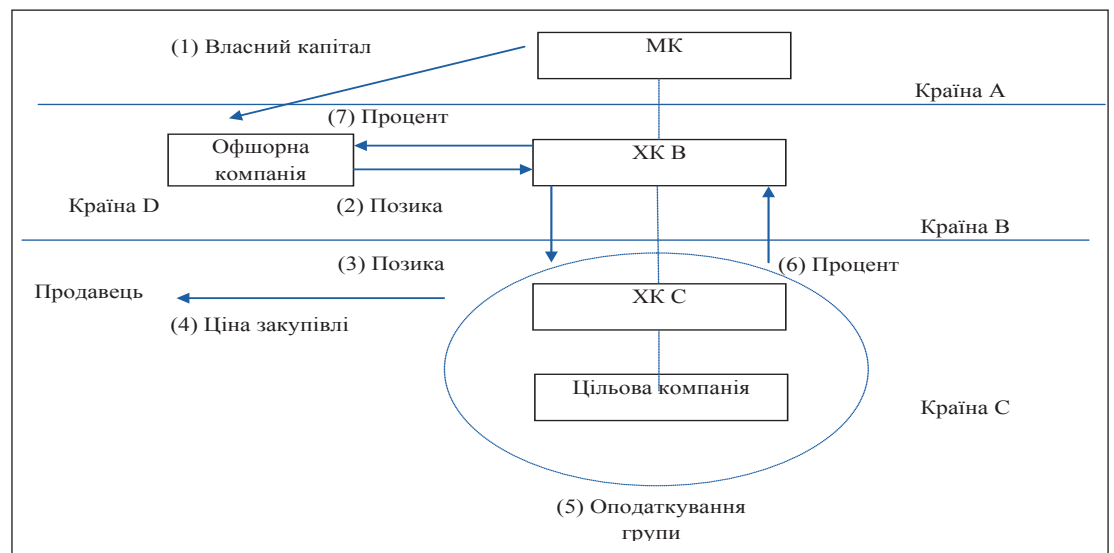 (1) Власний капітал
МК
Країна A
(7) Процент
Офшорна
компанія
ХК B
Країна D
(2) Позика
Країна B
(3) Позика
(6) Процент
Продавець
ХК C
(4) Ціна закупівлі
Цільова компанія
Країна C
(5) Оподаткування
групи